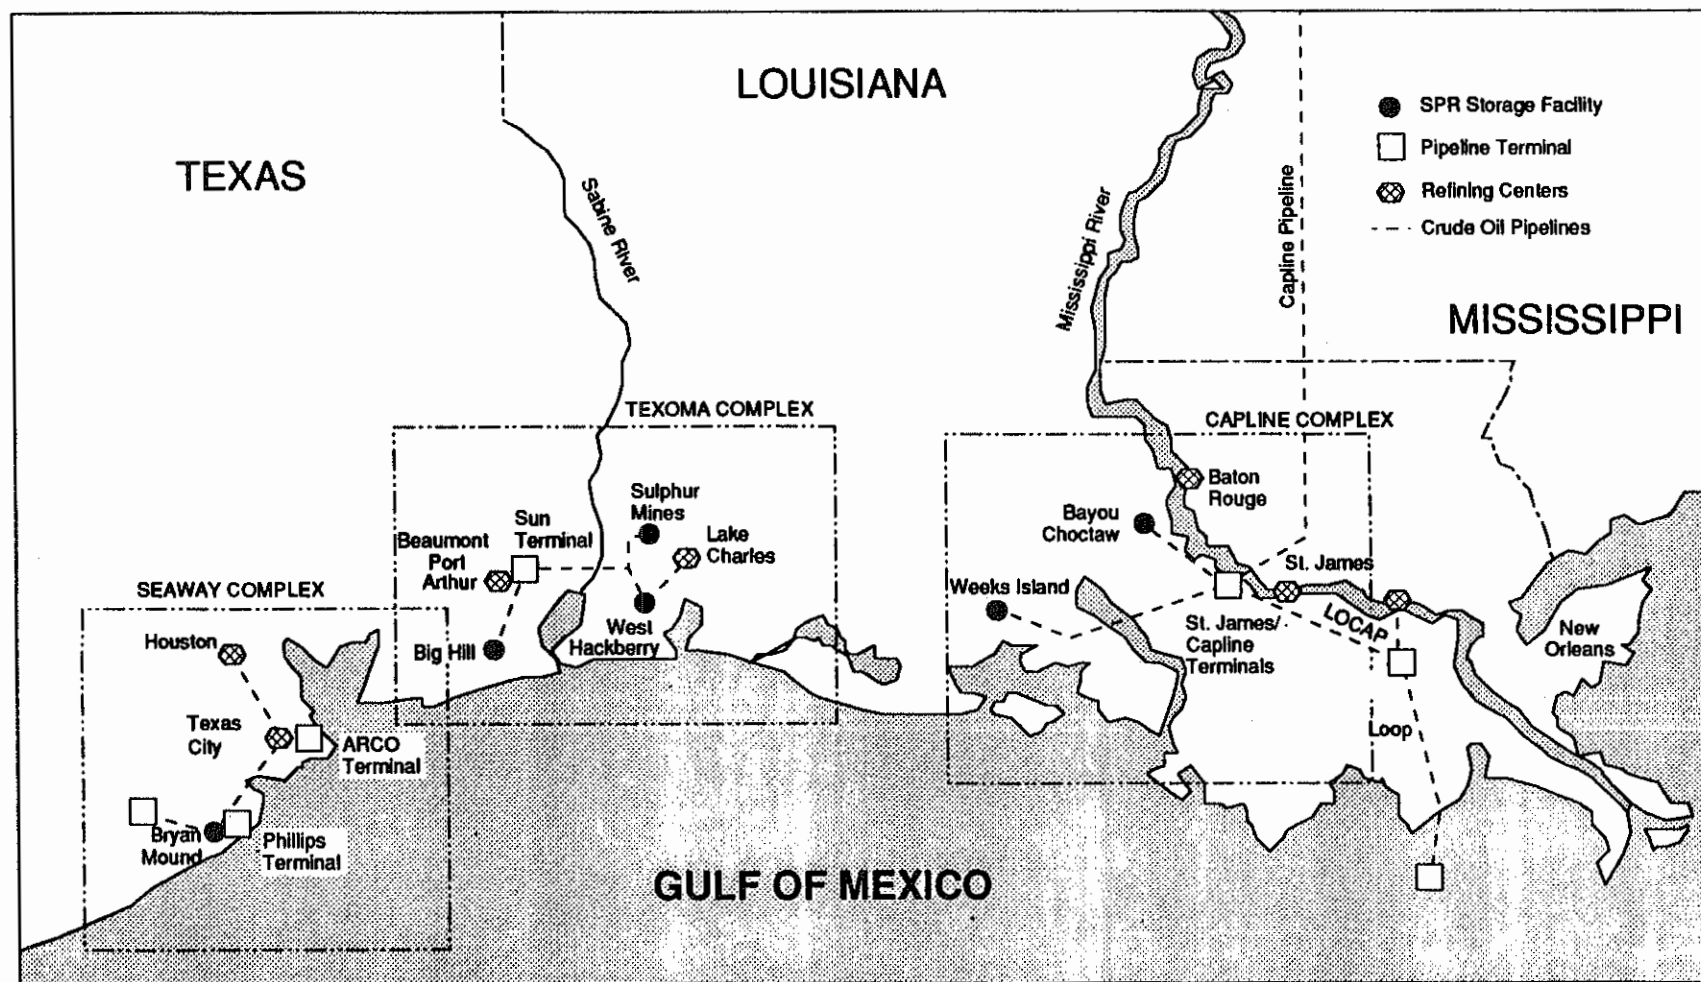 LOUISIANA
TEXAS
SPR Storage Facility
Pipeline Terminal
Refining Centers
Crude Oil Pipelines
Sabine River
Mississippi River
Capline Pipeline
MISSISSIPPI
TEXOMA COMPLEX
CAPLINE COMPLEX
SEAWAY COMPLEX
Sulphur
Mines
Sun
Terminal
Lake
Charles
Beaumont
Port
Arthur
Big Hill
West
Hackberry
Baton
Rouge
Bayou
Choctaw
St. James
Weeks Island
St. James/
Capline
Terminals
LOCAP
New
Orleans
Loop
Houston
Texas
City
ARCO
Terminal
Bryan
Mound
Phillips
Terminal
GULF OF MEXICO